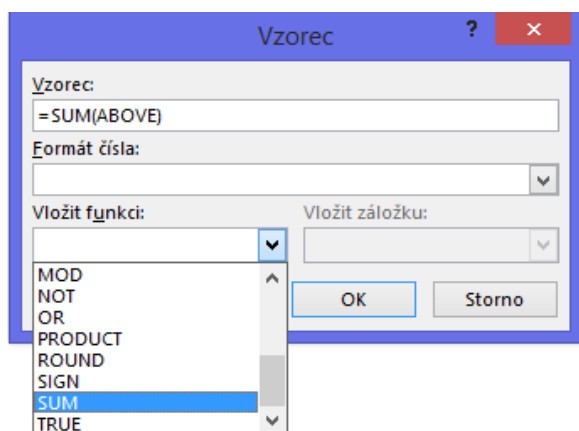 Vzorec
?
Vzorec:
=SUM(ABOVE)
Formát čísla:
Vložit funkci:
Vložit záložku:
MOD
NOT
OR
PRODUCT
ROUND
SIGN
SUM
TRUE
OK
Storno